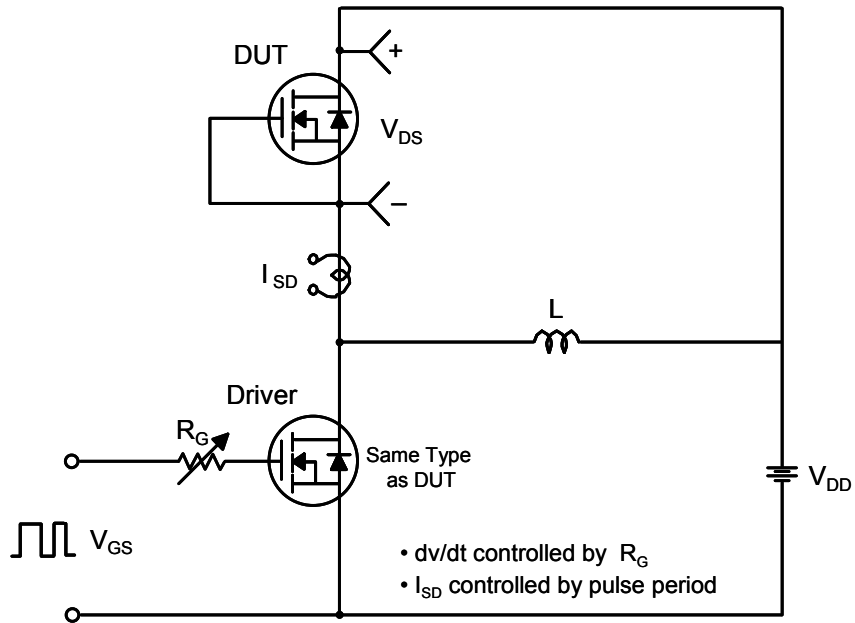 +
DUT
V_DS
−
I_SD
L
Driver
R_G
Same Type
as DUT
V_DD
V_GS
• dv/dt controlled by R_G
• I_SD controlled by pulse period